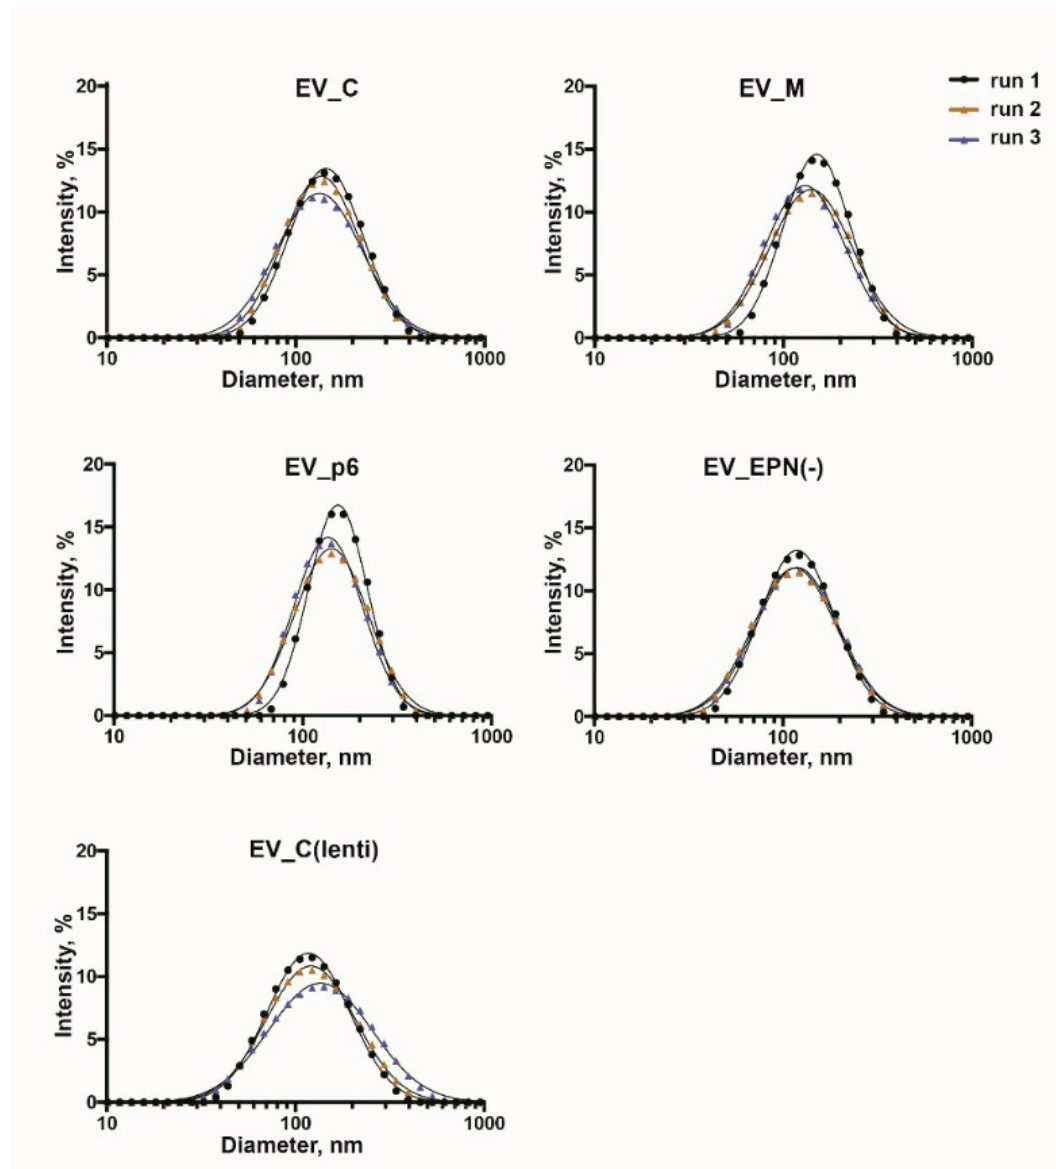 EV_C
Intensity, %
20
15
10
5
0
10
100
1000
Diameter, nm
EV_M
Intensity, %
20
15
10
5
0
10
100
1000
Diameter, nm
run 1
run 2
run 3
EV_p6
Intensity, %
20
15
10
5
0
10
100
1000
Diameter, nm
EV_EPN(-)
Intensity, %
20
15
10
5
0
10
100
1000
Diameter, nm
EV_C(lenti)
Intensity, %
20
15
10
5
0
10
100
1000
Diameter, nm